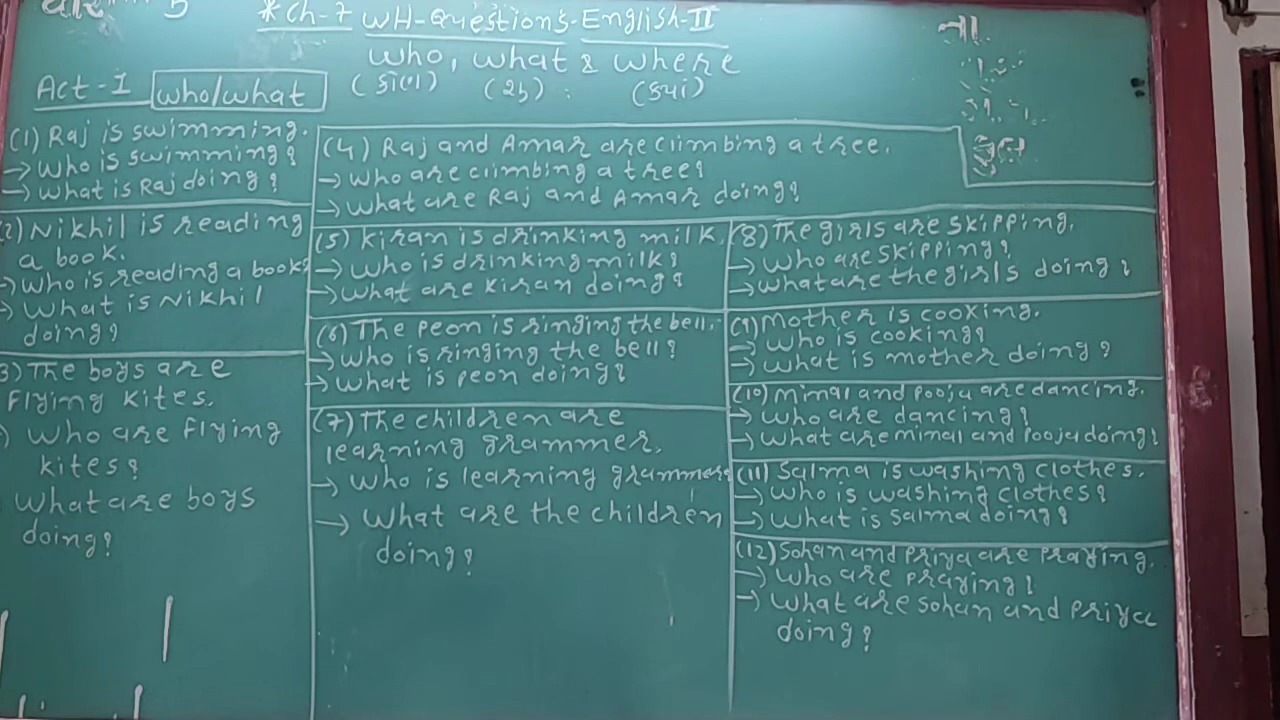 * Ch-7 WH-Questions-English-II
Who, What & Where
Act-1 Who/What
(1) Raj is swimming.
→ Who is swimming?
→ What is Raj doing?
2) Nikhil is reading
a book.
→ Who is reading a book?
→ What is Nikhil
doing?
3) The boys are
Flying kites.
Who are flying
kites?
What are boys
doing?
(4) Raj and Amar are climbing a tree.
→ Who are climbing a tree?
→ What are Raj and Amar doing?
(5) Kiran is drinking milk.
→ Who is drinking milk?
→ What are Kiran doing?
(6) The peon is ringing the bell.
→ Who is ringing the bell?
→ What is peon doing?
(7) The children are
learning grammer.
→ Who is learning grammer?
→ What are the children
doing?
(8) The girls are skipping.
→ Who are skipping?
→ What are the girls doing?
(9) Mother is cooking.
→ Who is cooking?
→ What is mother doing?
(10) Minal and Pooja are dancing.
→ Who are dancing?
→ What are minal and Pooja doing?
(11) Salma is washing clothes.
→ Who is washing clothes?
→ What is Salma doing?
(12) Sohan and Priya are Praying.
→ Who are praying?
→ What are Sohan and Priya
doing?